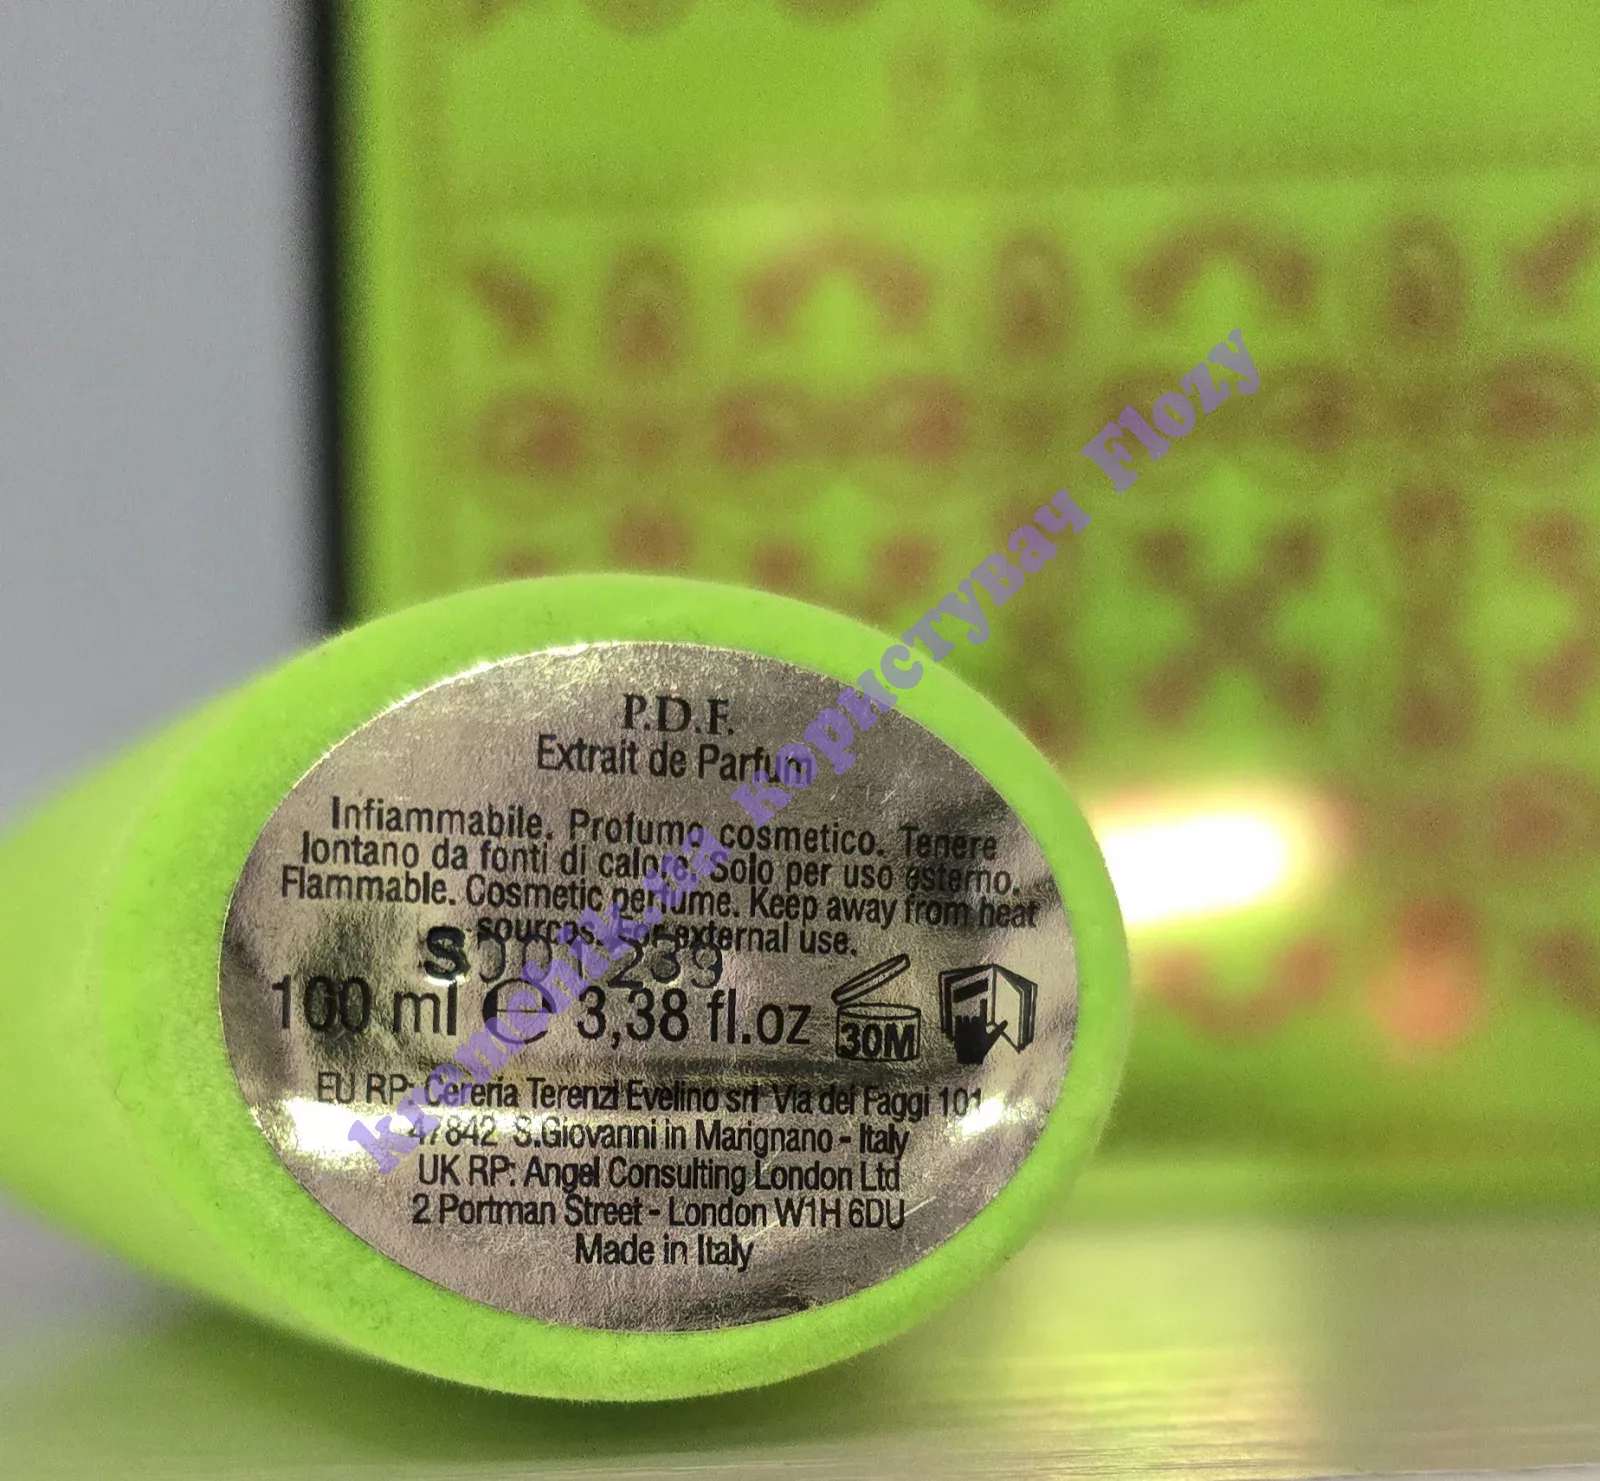 P.D.F.
Extrait de Parfum
Infiammabile. Profumo cosmetico. Tenere
lontano da fonti di calore. Solo per uso esterno.
Flammable. Cosmetic perfume. Keep away from heat
sources. For external use.
S001239
100 ml ℮ 3,38 fl.oz
30M
EU RP: Cereria Terenzi Evelino srl Via dei Faggi 101
47842 S.Giovanni in Marignano - Italy
UK RP: Angel Consulting London Ltd
2 Portman Street - London W1H 6DU
Made in Italy
kremchik.ua користувач Flozy